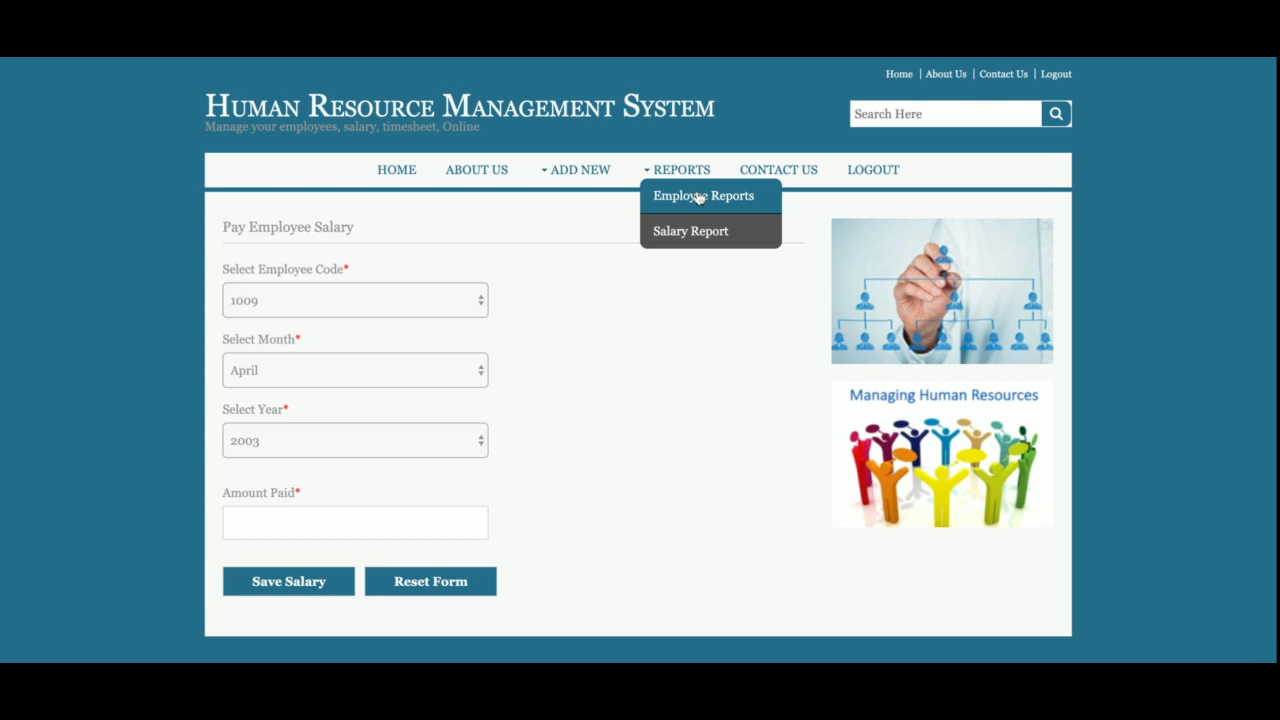 Home | About Us | Contact Us | Logout
HUMAN RESOURCE MANAGEMENT SYSTEM
Manage your employees, salary, timesheet, Online
Search Here
HOME ABOUT US ADD NEW REPORTS CONTACT US LOGOUT
Employee Reports
Salary Report
Pay Employee Salary
Select Employee Code*
1009
Select Month*
April
Select Year*
2003
Amount Paid*
Save Salary Reset Form
Managing Human Resources